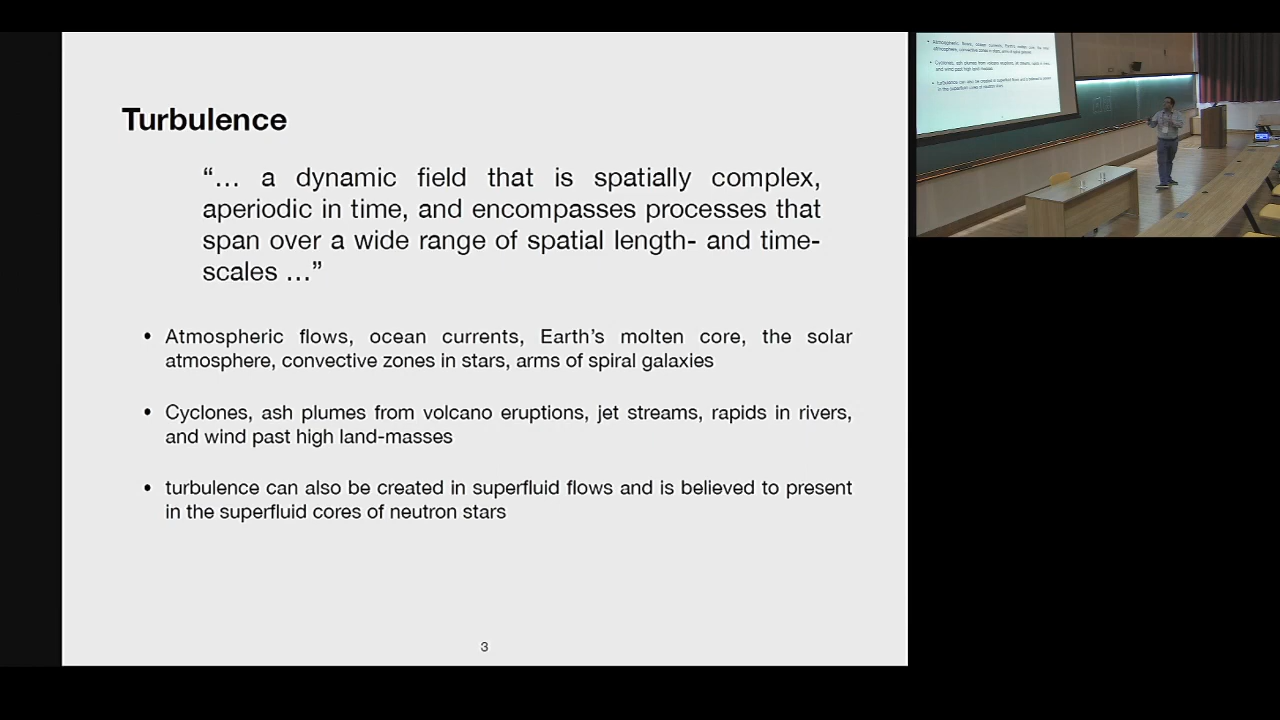 Turbulence
“… a dynamic field that is spatially complex,
aperiodic in time, and encompasses processes that
span over a wide range of spatial length- and time-
scales …”
• Atmospheric flows, ocean currents, Earth’s molten core, the solar
atmosphere, convective zones in stars, arms of spiral galaxies
• Cyclones, ash plumes from volcano eruptions, jet streams, rapids in rivers,
and wind past high land-masses
• turbulence can also be created in superfluid flows and is believed to present
in the superfluid cores of neutron stars
3